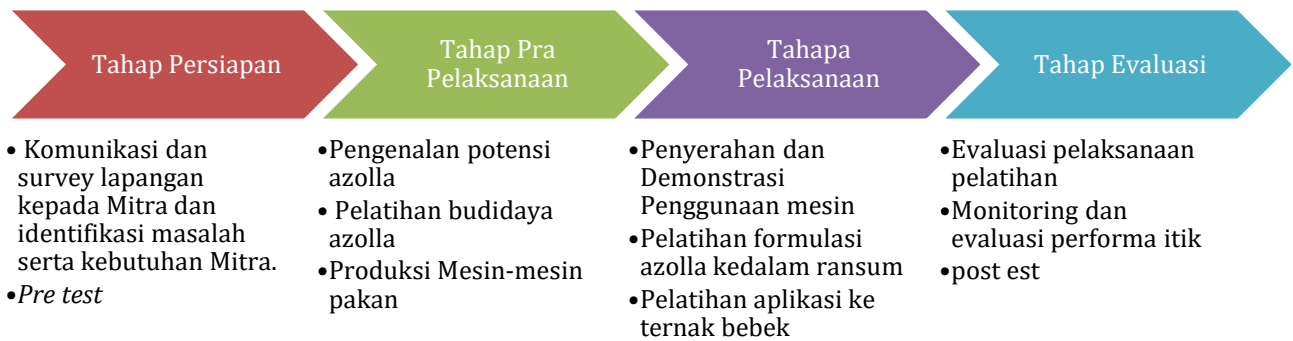 Tahap Persiapan
• Komunikasi dan
survey lapangan
kepada Mitra dan
identifikasi masalah
serta kebutuhan Mitra.
•Pre test
Tahap Pra
Pelaksanaan
•Pengenalan potensi
azolla
• Pelatihan budidaya
azolla
•Produksi Mesin-mesin
pakan
Tahapa
Pelaksanaan
•Penyerahan dan
Demonstrasi
Penggunaan mesin
•Pelatihan formulasi
azolla kedalam ransum
•Pelatihan aplikasi ke
ternak bebek
Tahap Evaluasi
•Evaluasi pelaksanaan
pelatihan
•Monitoring dan
evaluasi performa itik
•post est